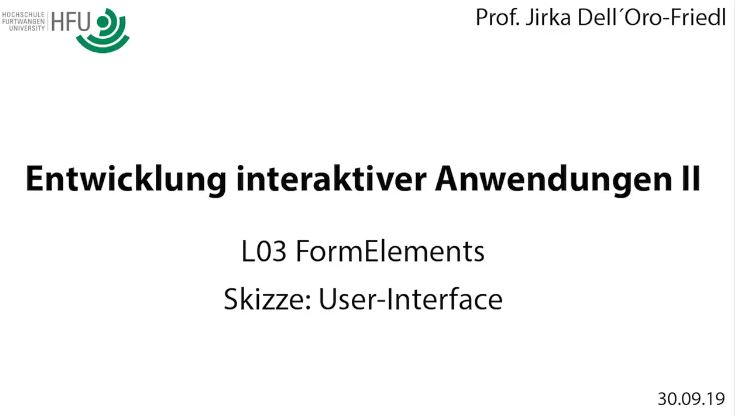 HOCHSCHULE
FURTWANGEN
UNIVERSITY
HFU
Prof. Jirka Dell´Oro-Friedl
Entwicklung interaktiver Anwendungen II
L03 FormElements
Skizze: User-Interface
30.09.19